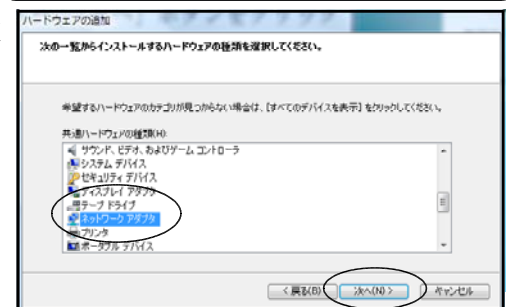 ハードウェアの追加
次の一覧からインストールするハードウェアの種類を選択してください。
希望するハードウェアのカテゴリが見つからない場合は、[すべてのデバイスを表示] をクリックしてください。
共通ハードウェアの種類(H):
サウンド、ビデオ、およびゲーム コントローラ
システム デバイス
セキュリティ デバイス
ディスプレイ アダプタ
テープ ドライブ
ネットワーク アダプタ
プリンタ
ポータブル デバイス
< 戻る(B)
次へ(N) >
キャンセル